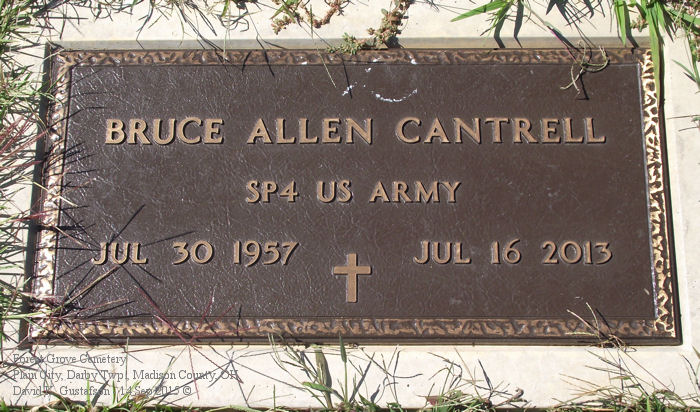 BRUCE ALLEN CANTRELL
SP4 US ARMY
JUL 30 1957 JUL 16 2013
Forest Grove Cemetery
Plain City, Darby Twp., Madison County, OH
David K. Gustafson 14 Sep 2015 ©